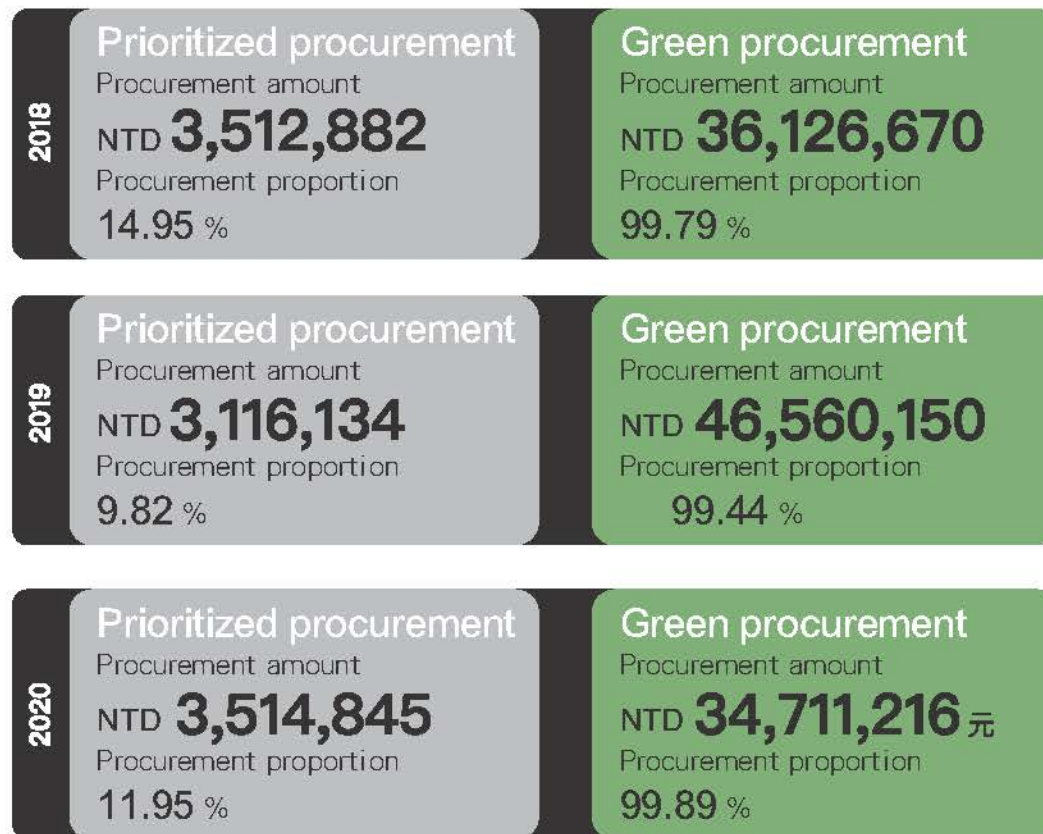 2018
Prioritized procurement
Procurement amount
NTD 3,512,882
Procurement proportion
14.95 %
Green procurement
Procurement amount
NTD 36,126,670
Procurement proportion
99.79 %
2019
Prioritized procurement
Procurement amount
NTD 3,116,134
Procurement proportion
9.82 %
Green procurement
Procurement amount
NTD 46,560,150
Procurement proportion
99.44 %
2020
Prioritized procurement
Procurement amount
NTD 3,514,845
Procurement proportion
11.95 %
Green procurement
Procurement amount
NTD 34,711,216 元
Procurement proportion
99.89 %